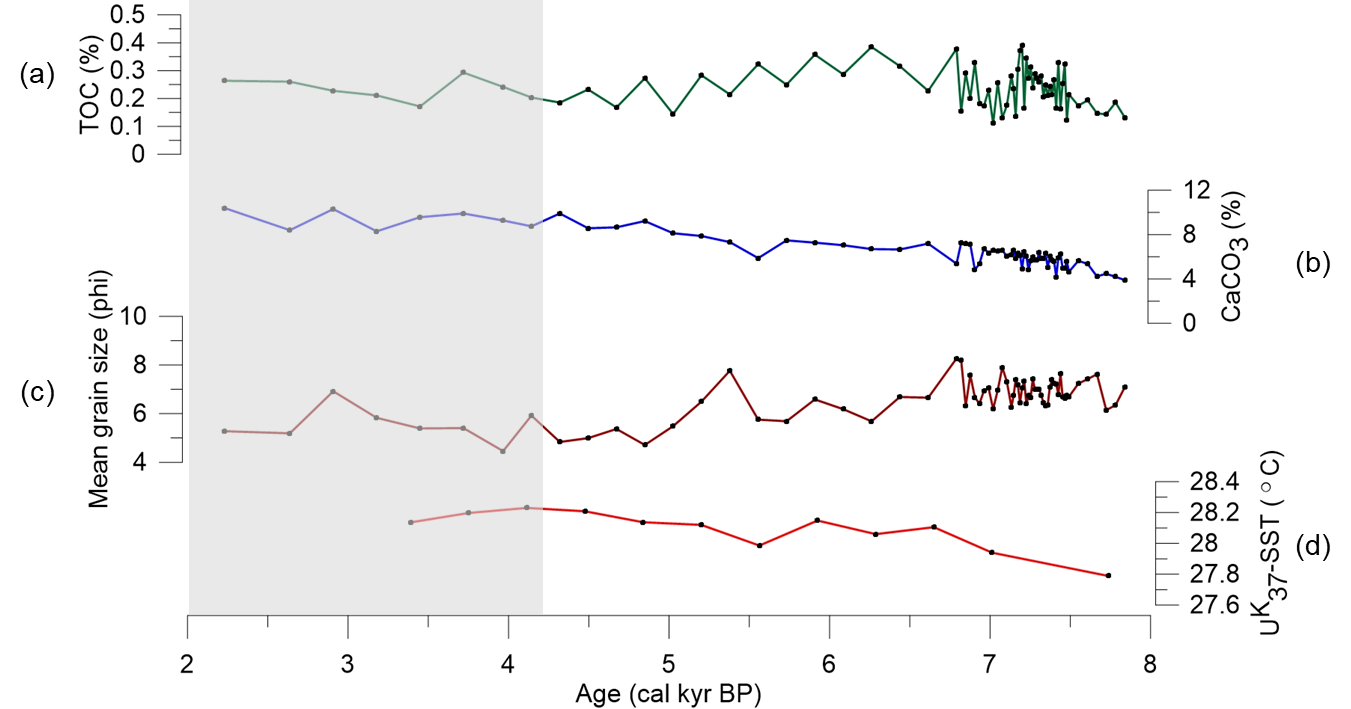 (a)
TOC (%)
0.5
0.4
0.3
0.2
0.1
0
(b)
CaCO3 (%)
12
8
4
0
(c)
Mean grain size (phi)
10
8
6
4
(d)
UK37-SST (°C)
28.4
28.2
28
27.8
27.6
2 3 4 5 6 7 8
Age (cal kyr BP)